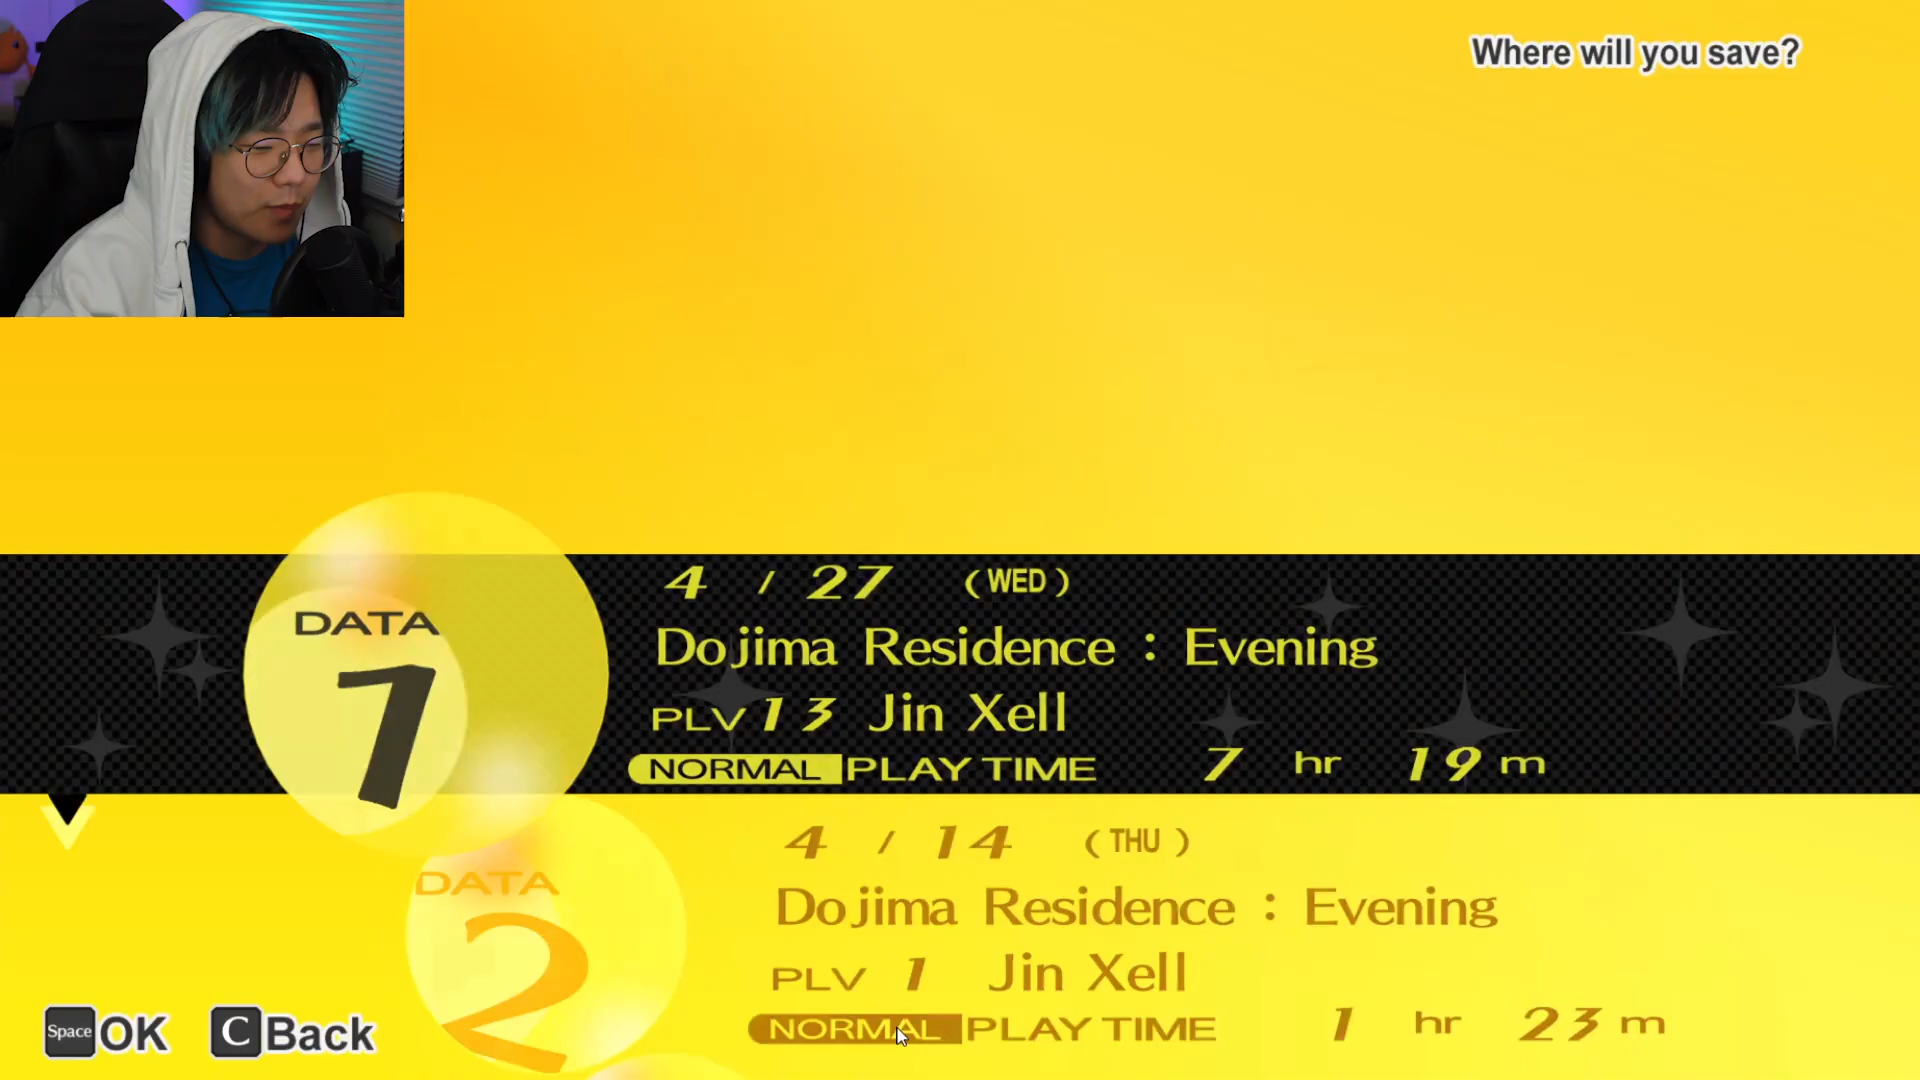 Where will you save?
DATA
1
4 / 27 (WED)
Dojima Residence : Evening
PLV 13 Jin Xell
NORMAL PLAY TIME 7 hr 19 m
DATA
2
4 / 14 (THU)
Dojima Residence : Evening
PLV 1 Jin Xell
NORMAL PLAY TIME 1 hr 23 m
Space OK C Back